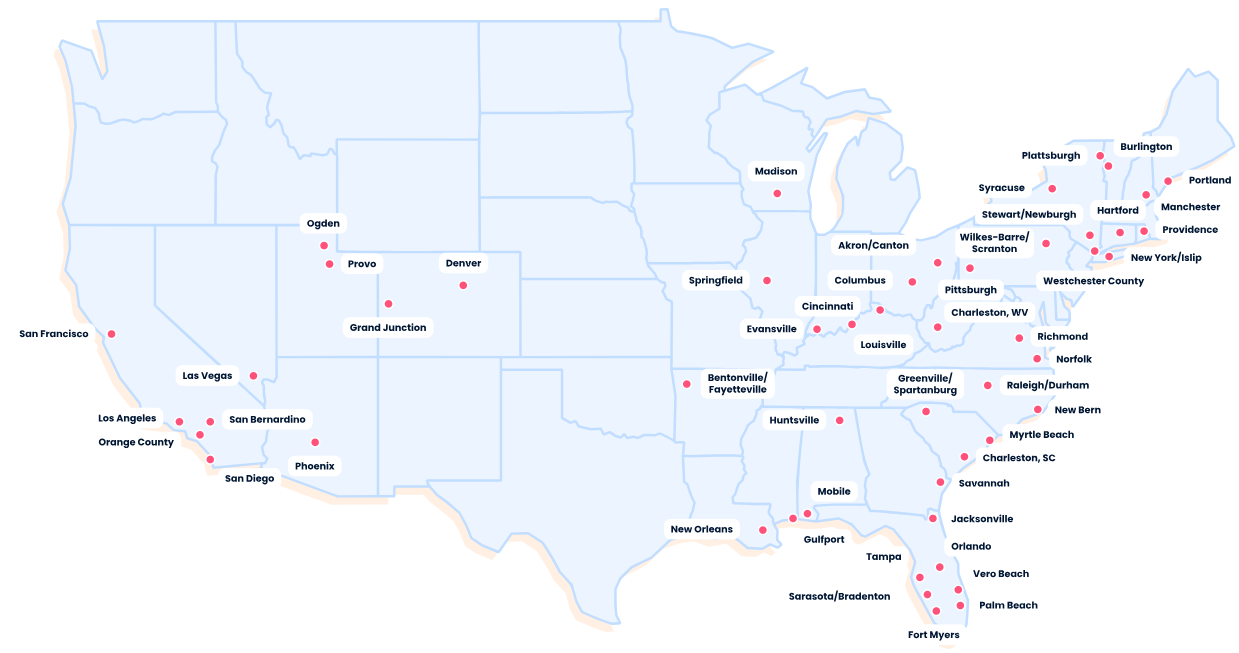 Burlington
Plattsburgh
Madison
Portland
Syracuse
Manchester
Hartford
Stewart/Newburgh
Ogden
Providence
Wilkes-Barre/
Scranton
Akron/Canton
New York/Islip
Provo
Denver
Springfield
Columbus
Westchester County
Pittsburgh
Cincinnati
Charleston, WV
Grand Junction
Evansville
San Francisco
Richmond
Louisville
Norfolk
Las Vegas
Bentonville/
Fayetteville
Greenville/
Spartanburg
Raleigh/Durham
New Bern
Los Angeles
San Bernardino
Huntsville
Myrtle Beach
Orange County
Charleston, SC
Phoenix
San Diego
Savannah
Mobile
Jacksonville
New Orleans
Gulfport
Orlando
Tampa
Vero Beach
Sarasota/Bradenton
Palm Beach
Fort Myers